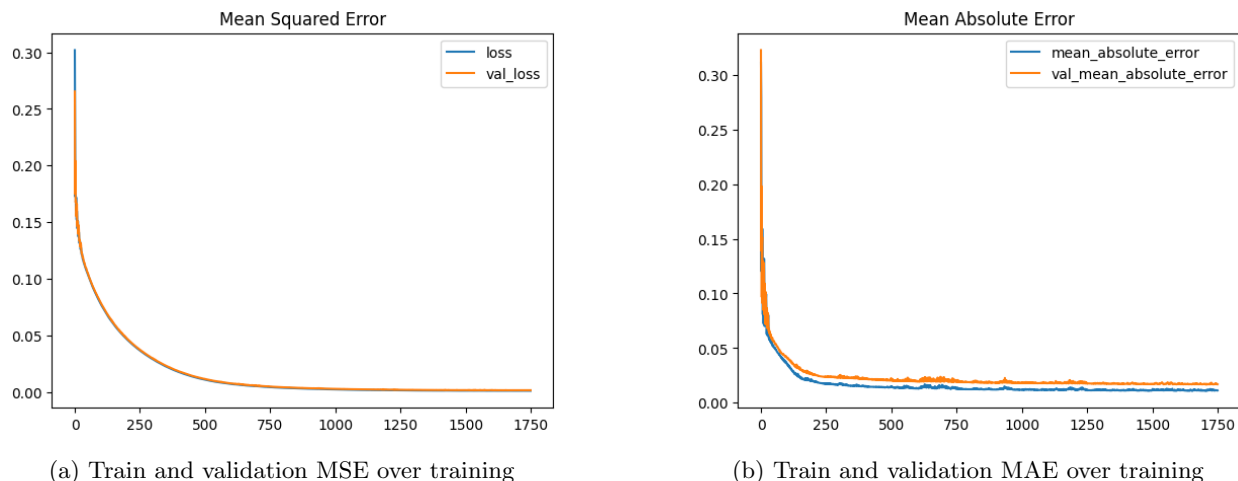 Mean Squared Error
0.30
0.25
0.20
0.15
0.10
0.05
0.00
loss
val_loss
0 250 500 750 1000 1250 1500 1750
(a) Train and validation MSE over training
Mean Absolute Error
0.30
0.25
0.20
0.15
0.10
0.05
0.00
mean_absolute_error
val_mean_absolute_error
0 250 500 750 1000 1250 1500 1750
(b) Train and validation MAE over training